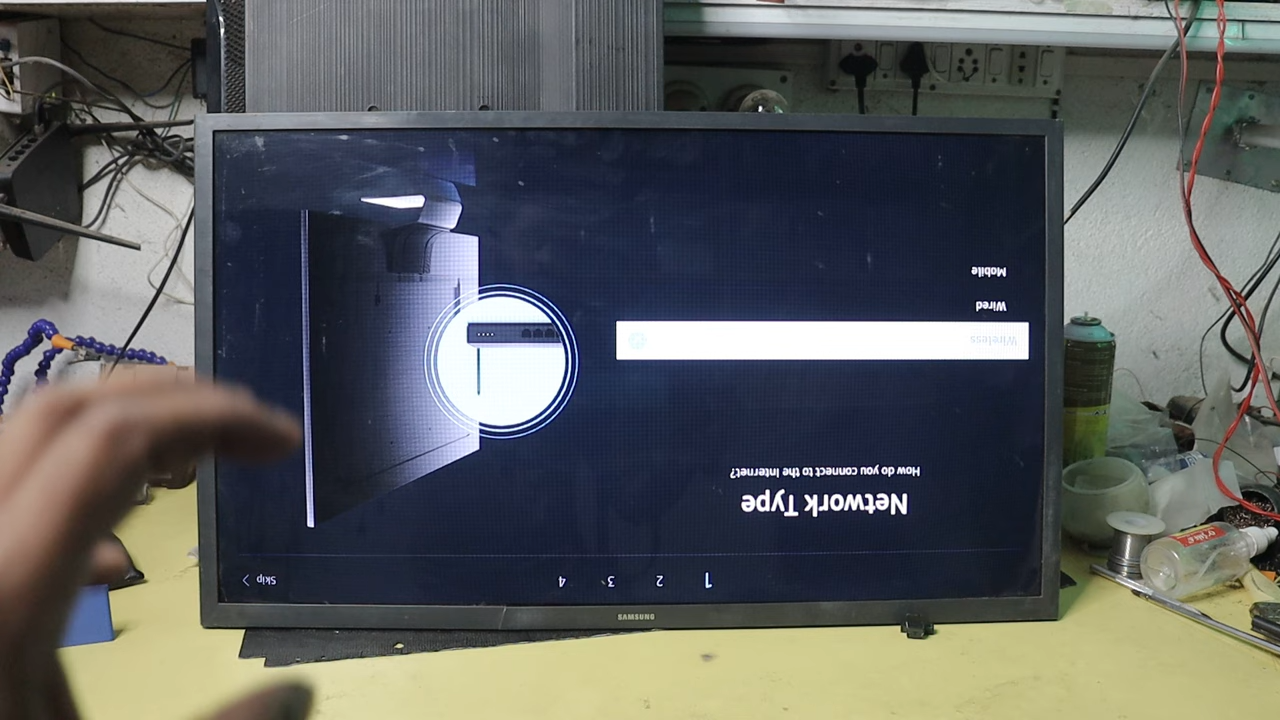 1 2 3 4 Skip
Network Type
How do you connect to the Internet?
Wireless
Wired
Mobile
SAMSUNG